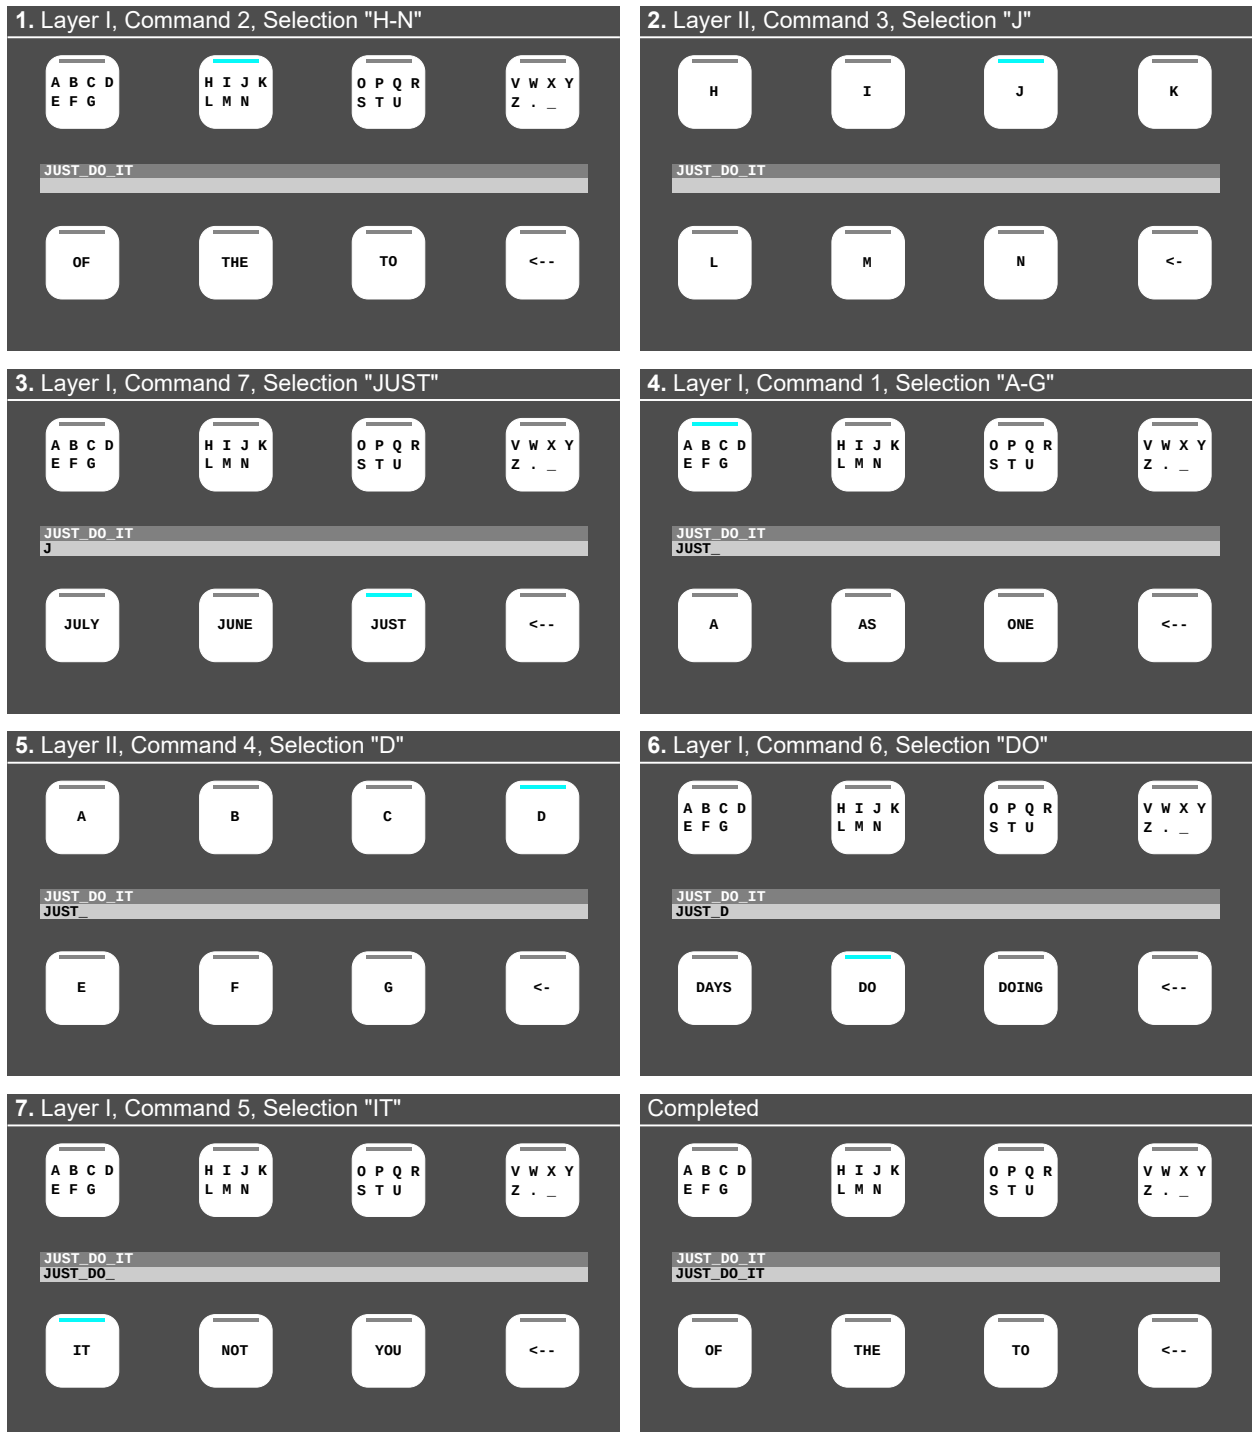 1. Layer I, Command 2, Selection "H-N"
A B C D
E F G
H I J K
L M N
O P Q R
S T U
V W X Y
Z . _
JUST_DO_IT
OF
THE
TO
<--
2. Layer II, Command 3, Selection "J"
H
I
J
K
JUST_DO_IT
L
M
N
<-
3. Layer I, Command 7, Selection "JUST"
A B C D
E F G
H I J K
L M N
O P Q R
S T U
V W X Y
Z . _
JUST_DO_IT
J
JULY
JUNE
JUST
<--
4. Layer I, Command 1, Selection "A-G"
A B C D
E F G
H I J K
L M N
O P Q R
S T U
V W X Y
Z . _
JUST_DO_IT
JUST_
A
AS
ONE
<--
5. Layer II, Command 4, Selection "D"
A
B
C
D
JUST_DO_IT
JUST_
E
F
G
<-
6. Layer I, Command 6, Selection "DO"
A B C D
E F G
H I J K
L M N
O P Q R
S T U
V W X Y
Z . _
JUST_DO_IT
JUST_D
DAYS
DO
DOING
<--
7. Layer I, Command 5, Selection "IT"
A B C D
E F G
H I J K
L M N
O P Q R
S T U
V W X Y
Z . _
JUST_DO_IT
JUST_DO_
IT
NOT
YOU
<--
Completed
A B C D
E F G
H I J K
L M N
O P Q R
S T U
V W X Y
Z . _
JUST_DO_IT
JUST_DO_IT
OF
THE
TO
<--